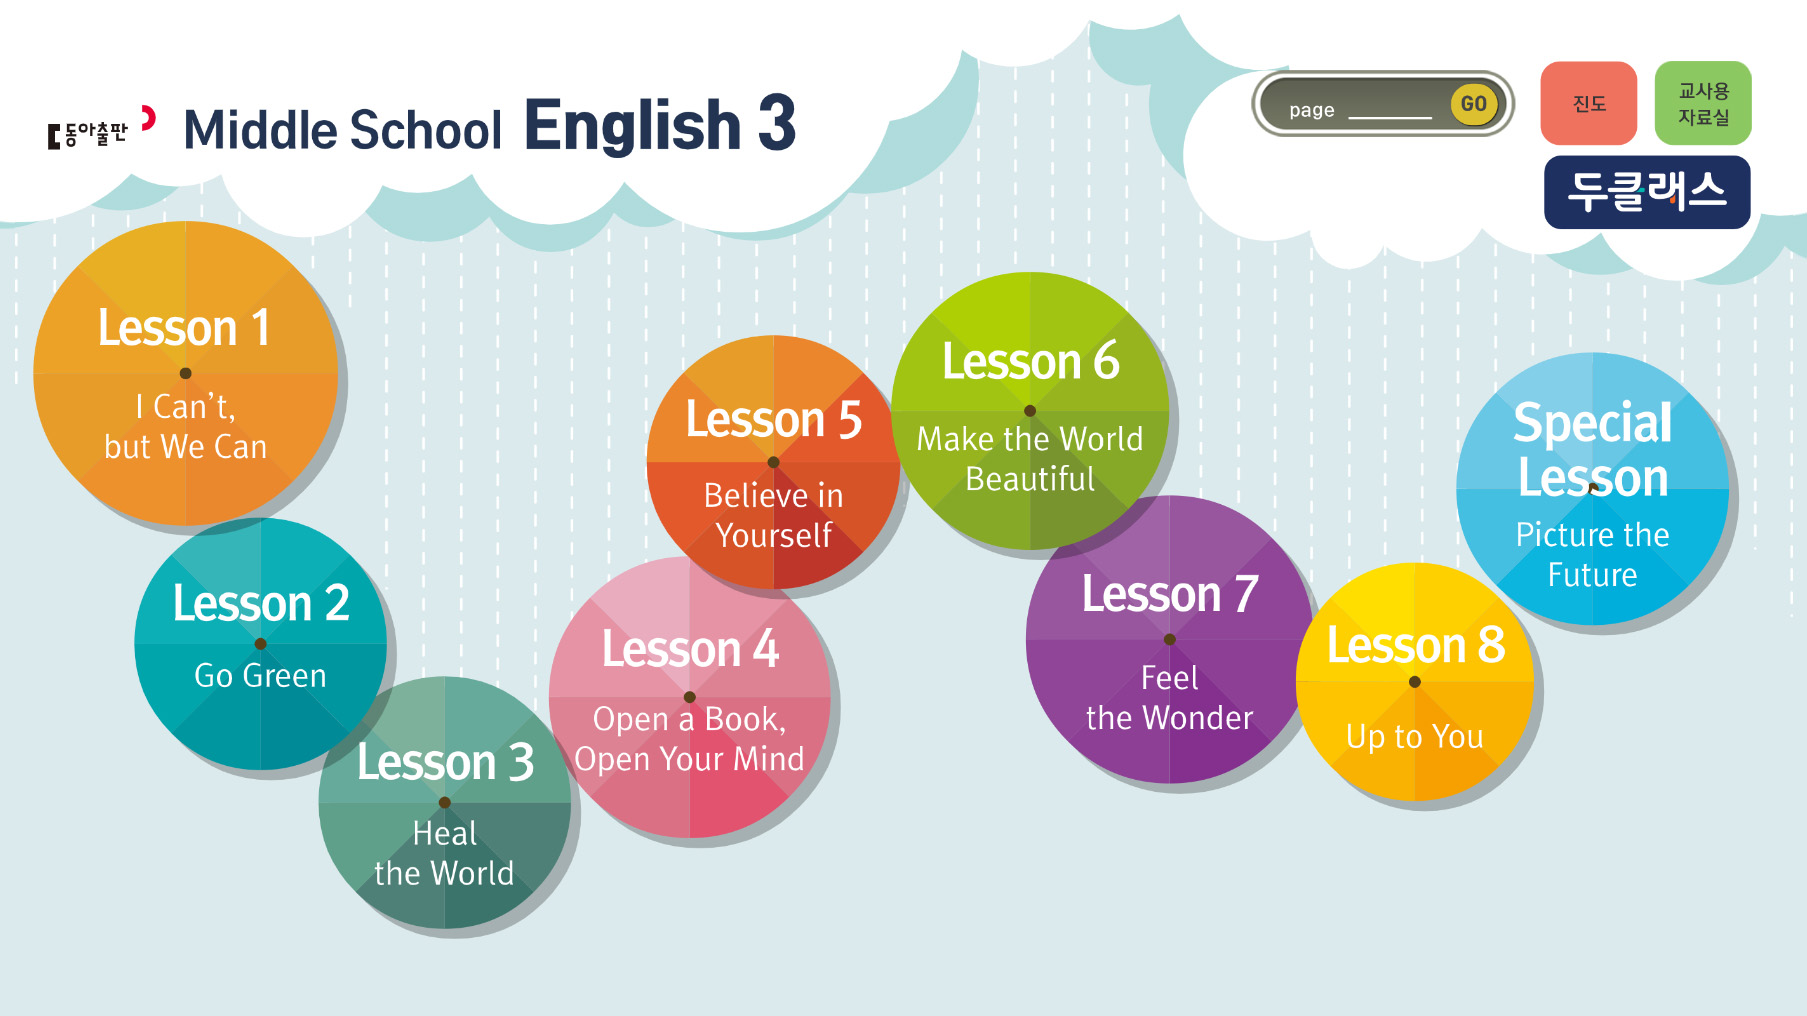 동아출판
Middle School English 3
page
GO
진도
교사용
자료실
두클래스
Lesson 1
I Can't,
but We Can
Lesson 2
Go Green
Lesson 3
Heal
the World
Lesson 4
Open a Book,
Open Your Mind
Lesson 5
Believe in
Yourself
Lesson 6
Make the World
Beautiful
Lesson 7
Feel
the Wonder
Lesson 8
Up to You
Special
Lesson
Picture the
Future